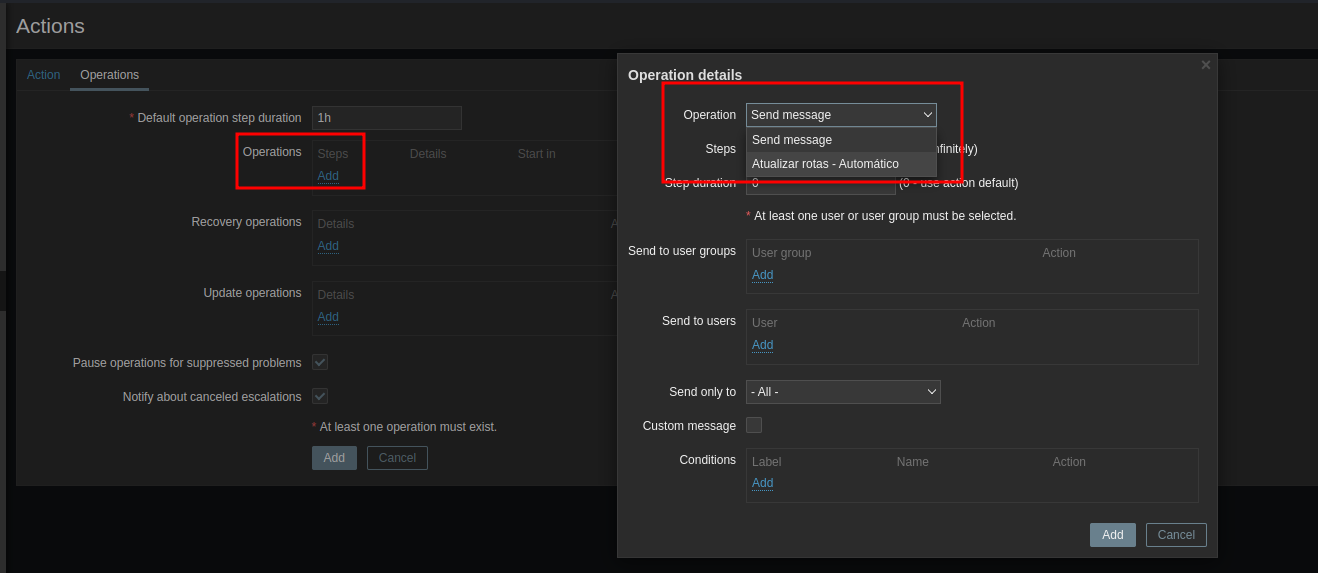 Actions
Action Operations
* Default operation step duration 1h
Operations Steps Details Start in
Add
Recovery operations Details A
Add
Update operations Details A
Add
Pause operations for suppressed problems
Notify about canceled escalations
* At least one operation must exist.
Add Cancel
Operation details ×
Operation Send message
Send message
Atualizar rotas - Automático
Steps nfinitely)
Step duration 0 (0 - use action default)
* At least one user or user group must be selected.
Send to user groups User group Action
Add
Send to users User Action
Add
Send only to - All -
Custom message
Conditions Label Name Action
Add
Add Cancel